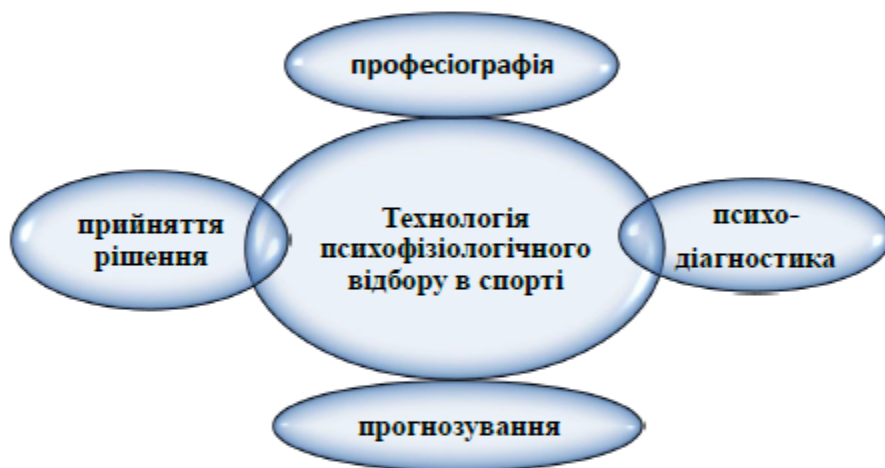 професіографія
прийняття
рішення
Технологія
психофізіологічного
відбору в спорті
психо-
діагностика
прогнозування